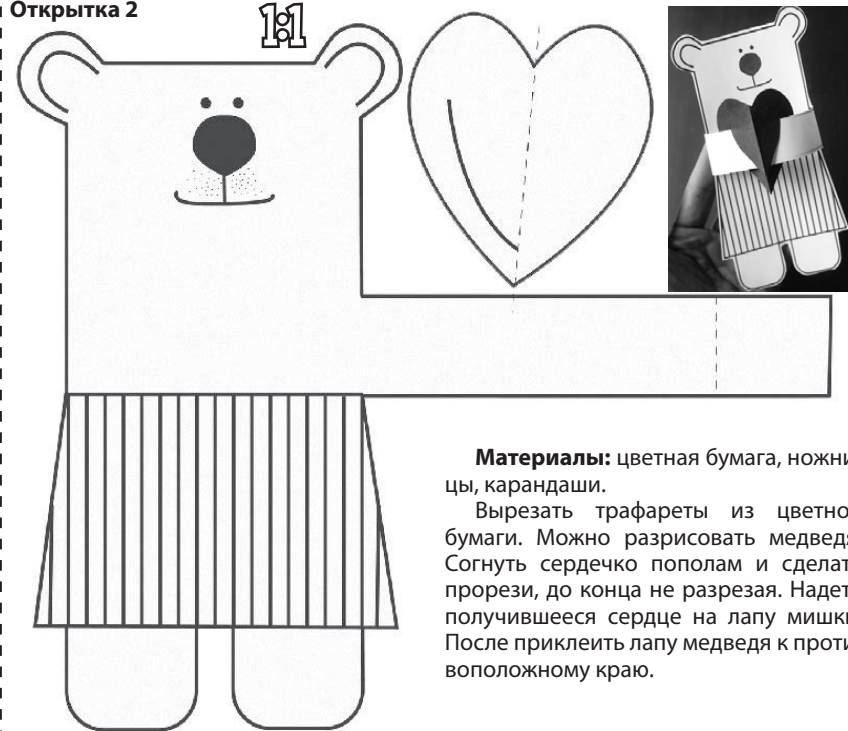 Открытка 2
1:1
Материалы: цветная бумага, ножни
цы, карандаши.
Вырезать трафареты из цветно
бумаги. Можно разрисовать медведя
Согнуть сердечко пополам и сделат
прорези, до конца не разрезая. Надет
получившееся сердце на лапу мишк
После приклеить лапу медведя к проти
воположному краю.